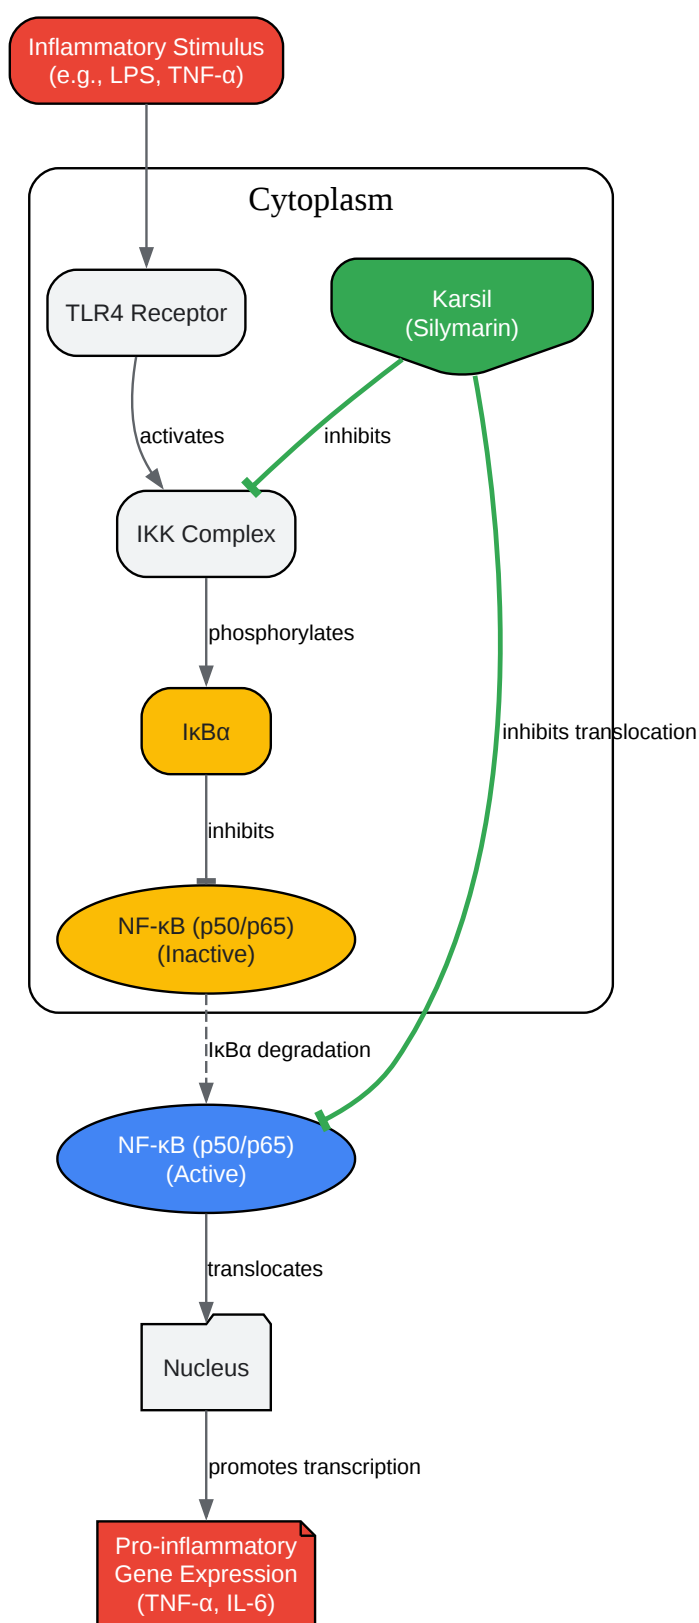 Inflammatory Stimulus
(e.g., LPS, TNF-α)
Cytoplasm
TLR4 Receptor
Karsil
(Silymarin)
activates
inhibits
IKK Complex
phosphorylates
IκBα
inhibits translocation
inhibits
NF-κB (p50/p65)
(Inactive)
IκBα degradation
NF-κB (p50/p65)
(Active)
translocates
Nucleus
promotes transcription
Pro-inflammatory
Gene Expression
(TNF-α, IL-6)